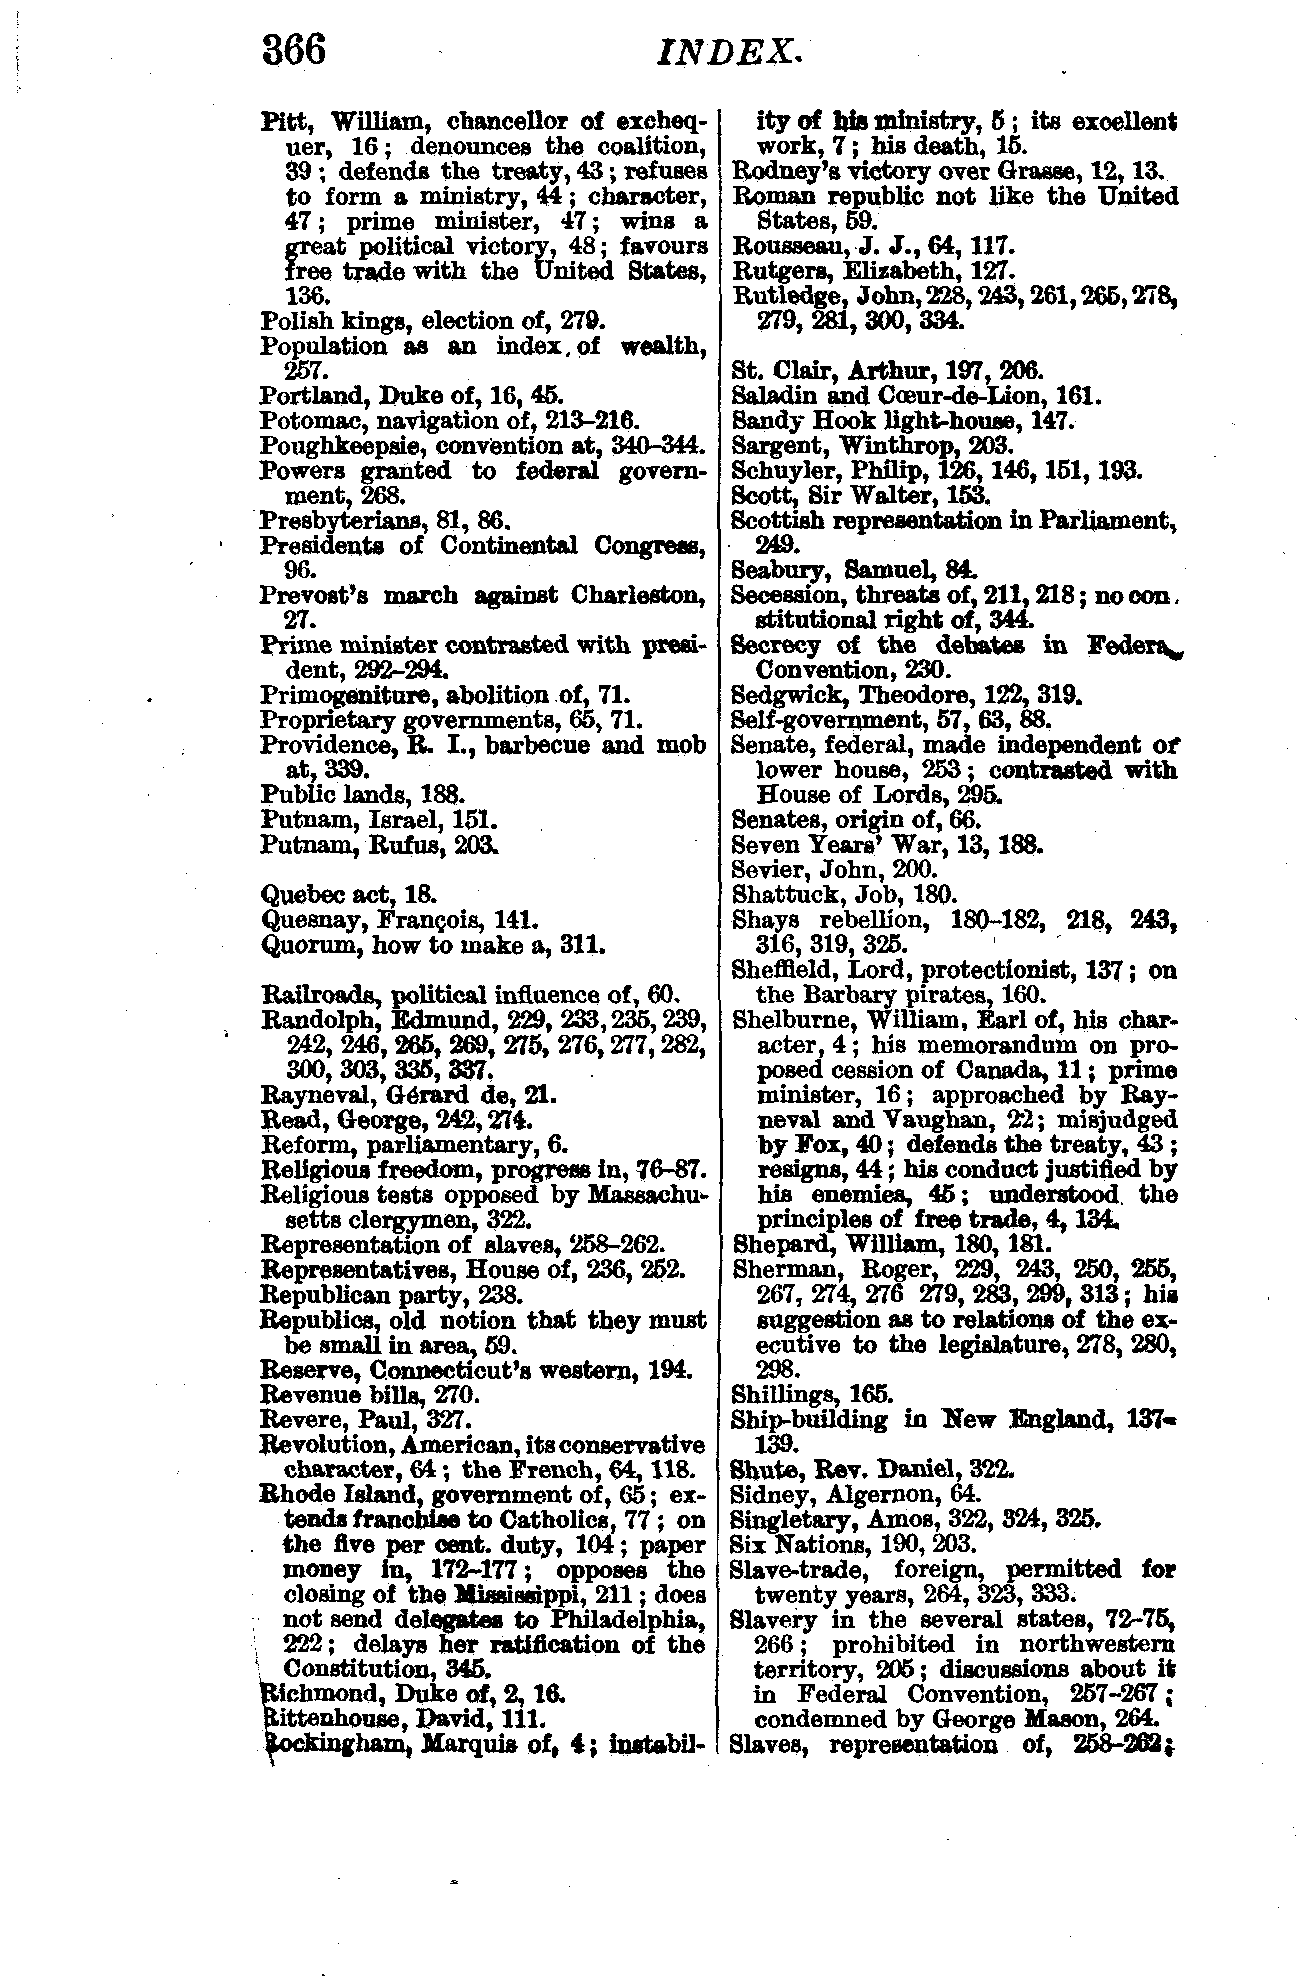 366
INDEX.
Pitt, William, chancellor of excheq-
uer, 16; denounces the coalition,
39; defends the treaty, 43; refuses
to form a ministry, 44; character,
47; prime minister, 47; wins a
great political victory, 48; favours
free trade with the United States,
136.
Polish kings, election of, 279.
Population as an index of wealth,
257.
Portland, Duke of, 16, 45.
Potomac, navigation of, 213–216.
Poughkeepsie, convention at, 340–344.
Powers granted to federal govern-
ment, 268.
Presbyterians, 81, 86.
Presidents of Continental Congress,
96.
Prevost's march against Charleston,
27.
Prime minister contrasted with presi-
dent, 292–294.
Primogeniture, abolition of, 71.
Proprietary governments, 65, 71.
Providence, R. I., barbecue and mob
at, 339.
Public lands, 188.
Putnam, Israel, 151.
Putnam, Rufus, 203.
Quebec act, 18.
Quesnay, François, 141.
Quorum, how to make a, 311.
Railroads, political influence of, 60.
Randolph, Edmund, 229, 233, 235, 239,
242, 246, 265, 269, 275, 276, 277, 282,
300, 303, 335, 337.
Rayneval, Gérard de, 21.
Read, George, 242, 274.
Reform, parliamentary, 6.
Religious freedom, progress in, 76–87.
Religious tests opposed by Massachu-
setts clergymen, 322.
Representation of slaves, 258–262.
Representatives, House of, 236, 252.
Republican party, 238.
Republics, old notion that they must
be small in area, 59.
Reserve, Connecticut's western, 194.
Revenue bills, 270.
Revere, Paul, 327.
Revolution, American, its conservative
character, 64; the French, 64, 118.
Rhode Island, government of, 65; ex-
tends franchise to Catholics, 77; on
the five per cent. duty, 104; paper
money in, 172–177; opposes the
closing of the Mississippi, 211; does
not send delegates to Philadelphia,
222; delays her ratification of the
Constitution, 345.
Richmond, Duke of, 2, 16.
Rittenhouse, David, 111.
Rockingham, Marquis of, 4; instabil-
ity of his ministry, 5; its excellent
work, 7; his death, 15.
Rodney's victory over Grasse, 12, 13.
Roman republic not like the United
States, 59.
Rousseau, J. J., 64, 117.
Rutgers, Elizabeth, 127.
Rutledge, John, 228, 243, 261, 265, 278,
279, 281, 300, 334.
St. Clair, Arthur, 197, 206.
Saladin and Cœur-de-Lion, 161.
Sandy Hook light-house, 147.
Sargent, Winthrop, 203.
Schuyler, Philip, 126, 146, 151, 193.
Scott, Sir Walter, 153.
Scottish representation in Parliament,
249.
Seabury, Samuel, 84.
Secession, threats of, 211, 218; no con.
stitutional right of, 344.
Secrecy of the debates in Federa
Convention, 230.
Sedgwick, Theodore, 122, 319.
Self-government, 57, 63, 88.
Senate, federal, made independent of
lower house, 253; contrasted with
House of Lords, 295.
Senates, origin of, 66.
Seven Years' War, 13, 188.
Sevier, John, 200.
Shattuck, Job, 180.
Shays rebellion, 180–182, 218, 243,
316, 319, 325.
Sheffield, Lord, protectionist, 137; on
the Barbary pirates, 160.
Shelburne, William, Earl of, his char-
acter, 4; his memorandum on pro-
posed cession of Canada, 11; prime
minister, 16; approached by Ray-
neval and Vaughan, 22; misjudged
by Fox, 40; defends the treaty, 43;
resigns, 44; his conduct justified by
his enemies, 45; understood the
principles of free trade, 4, 134.
Shepard, William, 180, 181.
Sherman, Roger, 229, 243, 250, 255,
267, 274, 276 279, 283, 299, 313; his
suggestion as to relations of the ex-
ecutive to the legislature, 278, 280,
298.
Shillings, 165.
Ship-building in New England, 137-
139.
Shute, Rev. Daniel, 322.
Sidney, Algernon, 64.
Singletary, Amos, 322, 324, 325.
Six Nations, 190, 203.
Slave-trade, foreign, permitted for
twenty years, 264, 323, 333.
Slavery in the several states, 72–75,
266; prohibited in northwestern
territory, 205; discussions about it
in Federal Convention, 257–267;
condemned by George Mason, 264.
Slaves, representation of, 258–262;